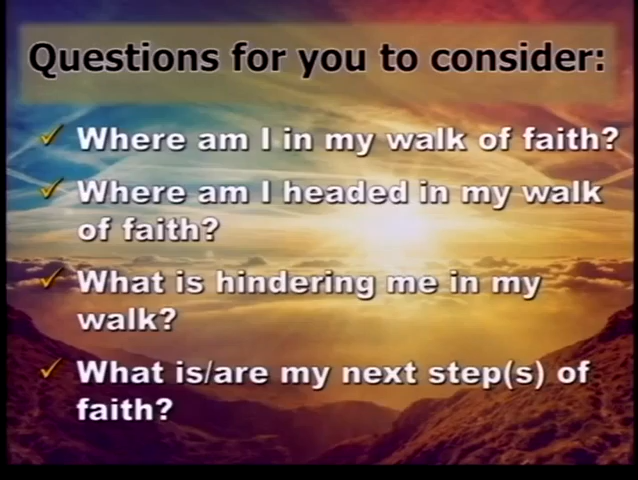 Questions for you to consider:
Where am I in my walk of faith?
Where am I headed in my walk
of faith?
What is hindering me in my
walk?
What is/are my next step(s) of
faith?